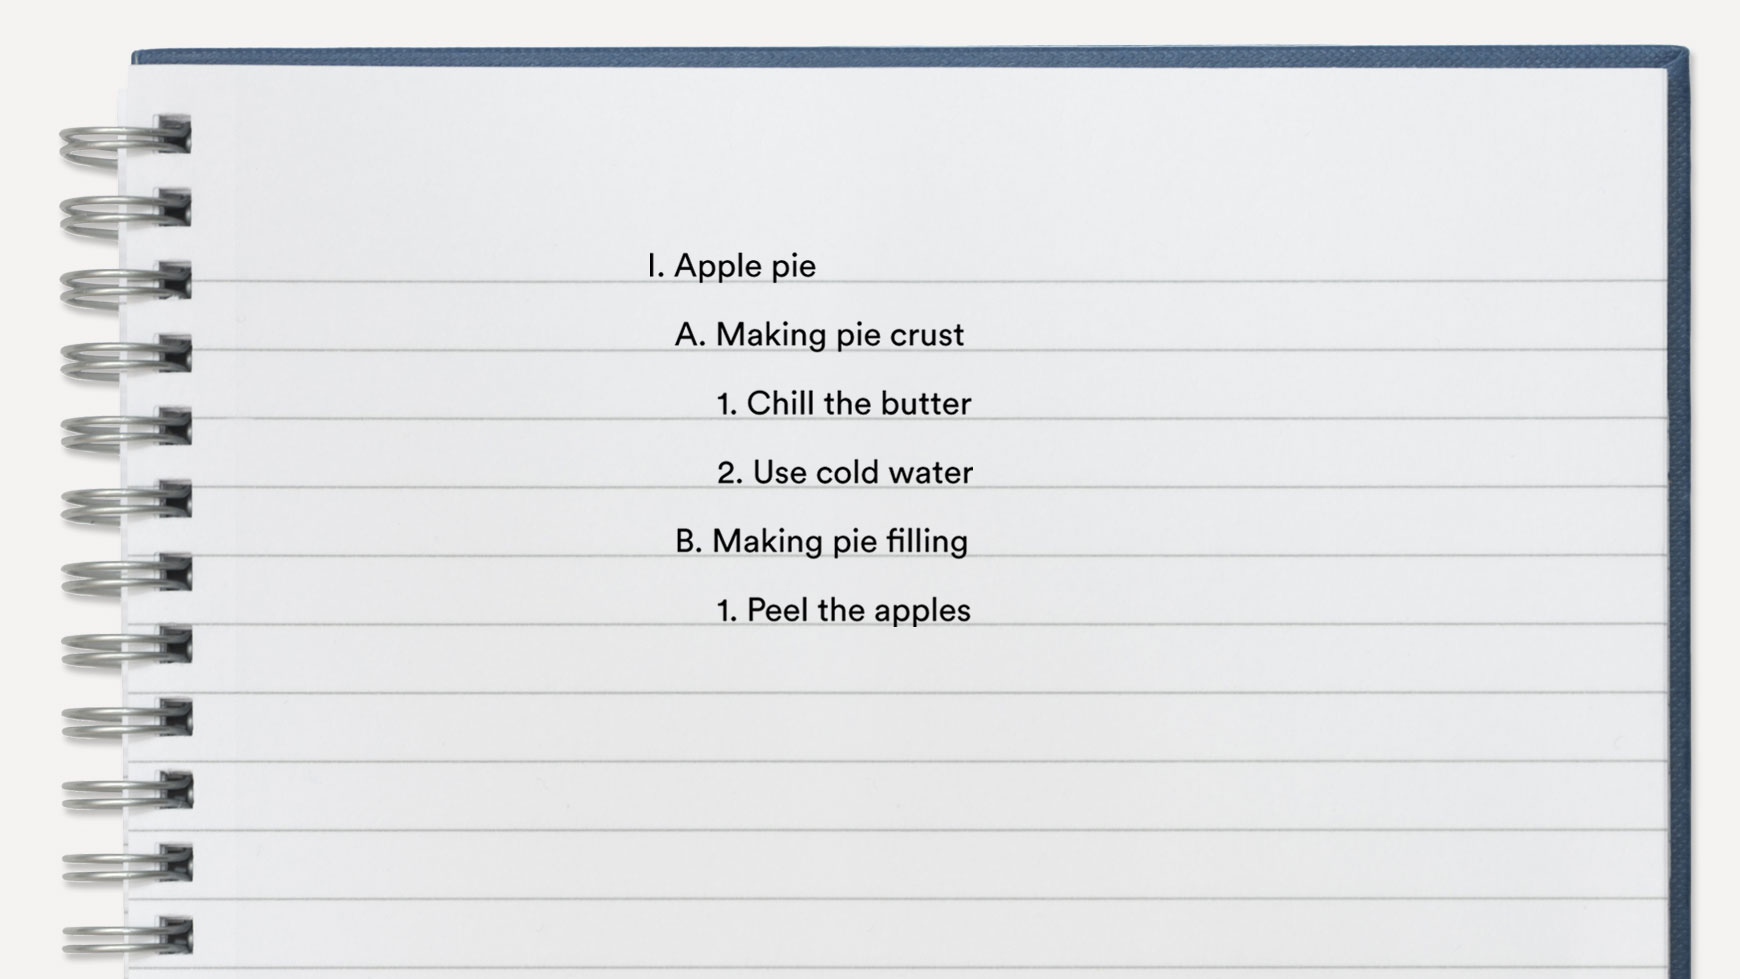 I. Apple pie
A. Making pie crust
1. Chill the butter
2. Use cold water
B. Making pie filling
1. Peel the apples